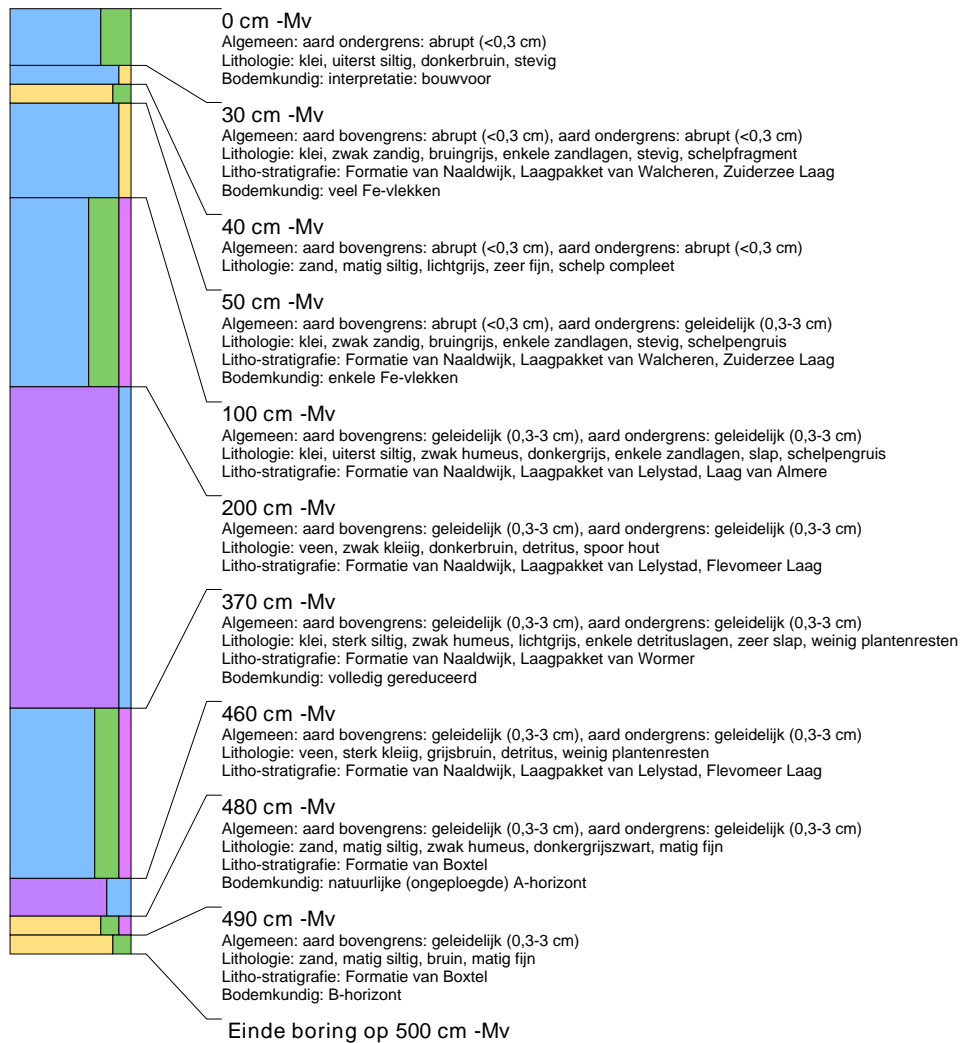 0 cm -Mv
Algemeen: aard ondergrens: abrupt (<0,3 cm)
Lithologie: klei, uiterst siltig, donkerbruin, stevig
Bodemkundig: interpretatie: bouwvoor
30 cm -Mv
Algemeen: aard bovengrens: abrupt (<0,3 cm), aard ondergrens: abrupt (<0,3 cm)
Lithologie: klei, zwak zandig, bruingrijs, enkele zandlagen, stevig, schelpfragment
Litho-stratigrafie: Formatie van Naaldwijk, Laagpakket van Walcheren, Zuiderzee Laag
Bodemkundig: veel Fe-vlekken
40 cm -Mv
Algemeen: aard bovengrens: abrupt (<0,3 cm), aard ondergrens: abrupt (<0,3 cm)
Lithologie: zand, matig siltig, lichtgrijs, zeer fijn, schelp compleet
50 cm -Mv
Algemeen: aard bovengrens: abrupt (<0,3 cm), aard ondergrens: geleidelijk (0,3-3 cm)
Lithologie: klei, zwak zandig, bruingrijs, enkele zandlagen, stevig, schelpengruis
Litho-stratigrafie: Formatie van Naaldwijk, Laagpakket van Walcheren, Zuiderzee Laag
Bodemkundig: enkele Fe-vlekken
100 cm -Mv
Algemeen: aard bovengrens: geleidelijk (0,3-3 cm), aard ondergrens: geleidelijk (0,3-3 cm)
Lithologie: klei, uiterst siltig, zwak humeus, donkergrijs, enkele zandlagen, slap, schelpengruis
Litho-stratigrafie: Formatie van Naaldwijk, Laagpakket van Lelystad, Laag van Almere
200 cm -Mv
Algemeen: aard bovengrens: geleidelijk (0,3-3 cm), aard ondergrens: geleidelijk (0,3-3 cm)
Lithologie: veen, zwak kleiig, donkerbruin, detritus, spoor hout
Litho-stratigrafie: Formatie van Naaldwijk, Laagpakket van Lelystad, Flevomeer Laag
370 cm -Mv
Algemeen: aard bovengrens: geleidelijk (0,3-3 cm), aard ondergrens: geleidelijk (0,3-3 cm)
Lithologie: klei, sterk siltig, zwak humeus, lichtgrijs, enkele detrituslagen, zeer slap, weinig plantenresten
Litho-stratigrafie: Formatie van Naaldwijk, Laagpakket van Wormer
Bodemkundig: volledig gereduceerd
460 cm -Mv
Algemeen: aard bovengrens: geleidelijk (0,3-3 cm), aard ondergrens: geleidelijk (0,3-3 cm)
Lithologie: veen, sterk kleiig, grijsbruin, detritus, weinig plantenresten
Litho-stratigrafie: Formatie van Naaldwijk, Laagpakket van Lelystad, Flevomeer Laag
480 cm -Mv
Algemeen: aard bovengrens: geleidelijk (0,3-3 cm), aard ondergrens: geleidelijk (0,3-3 cm)
Lithologie: zand, matig siltig, zwak humeus, donkergrijszwart, matig fijn
Litho-stratigrafie: Formatie van Boxtel
Bodemkundig: natuurlijke (ongeploegde) A-horizont
490 cm -Mv
Algemeen: aard bovengrens: geleidelijk (0,3-3 cm)
Lithologie: zand, matig siltig, bruin, matig fijn
Litho-stratigrafie: Formatie van Boxtel
Bodemkundig: B-horizont
Einde boring op 500 cm -Mv